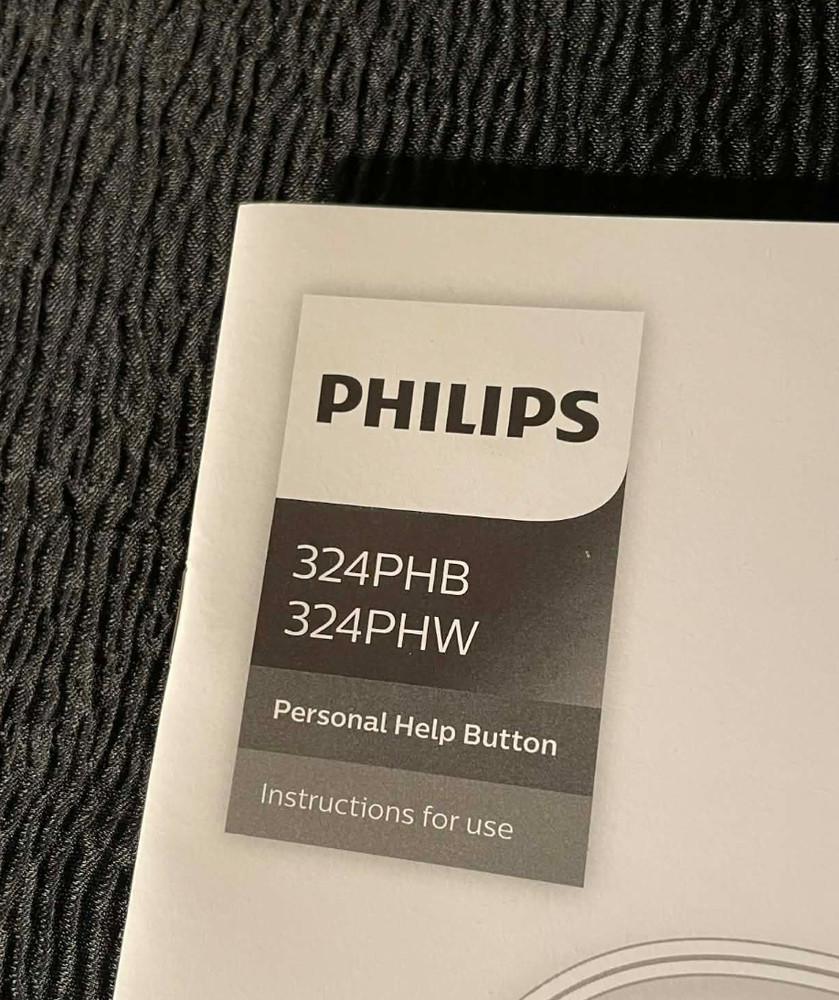 PHILIPS
324PHB
324PHW
Personal Help Button
Instructions for use